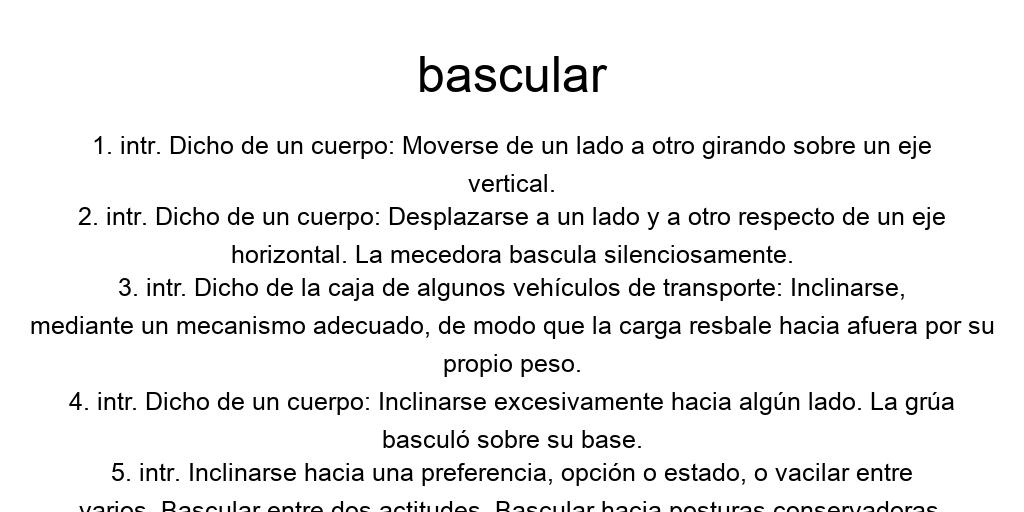 bascular
1. intr. Dicho de un cuerpo: Moverse de un lado a otro girando sobre un eje
vertical.
2. intr. Dicho de un cuerpo: Desplazarse a un lado y a otro respecto de un eje
horizontal. La mecedora bascula silenciosamente.
3. intr. Dicho de la caja de algunos vehículos de transporte: Inclinarse,
mediante un mecanismo adecuado, de modo que la carga resbale hacia afuera por su
propio peso.
4. intr. Dicho de un cuerpo: Inclinarse excesivamente hacia algún lado. La grúa
basculó sobre su base.
5. intr. Inclinarse hacia una preferencia, opción o estado, o vacilar entre
varios. Bascular entre dos actitudes. Bascular hacia posturas conservadoras.